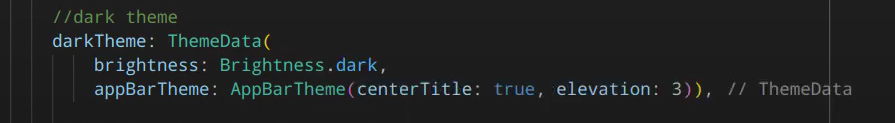 //dark theme
darkTheme: ThemeData(
brightness: Brightness.dark,
appBarTheme: AppBarTheme(centerTitle: true, elevation: 3)), // ThemeData